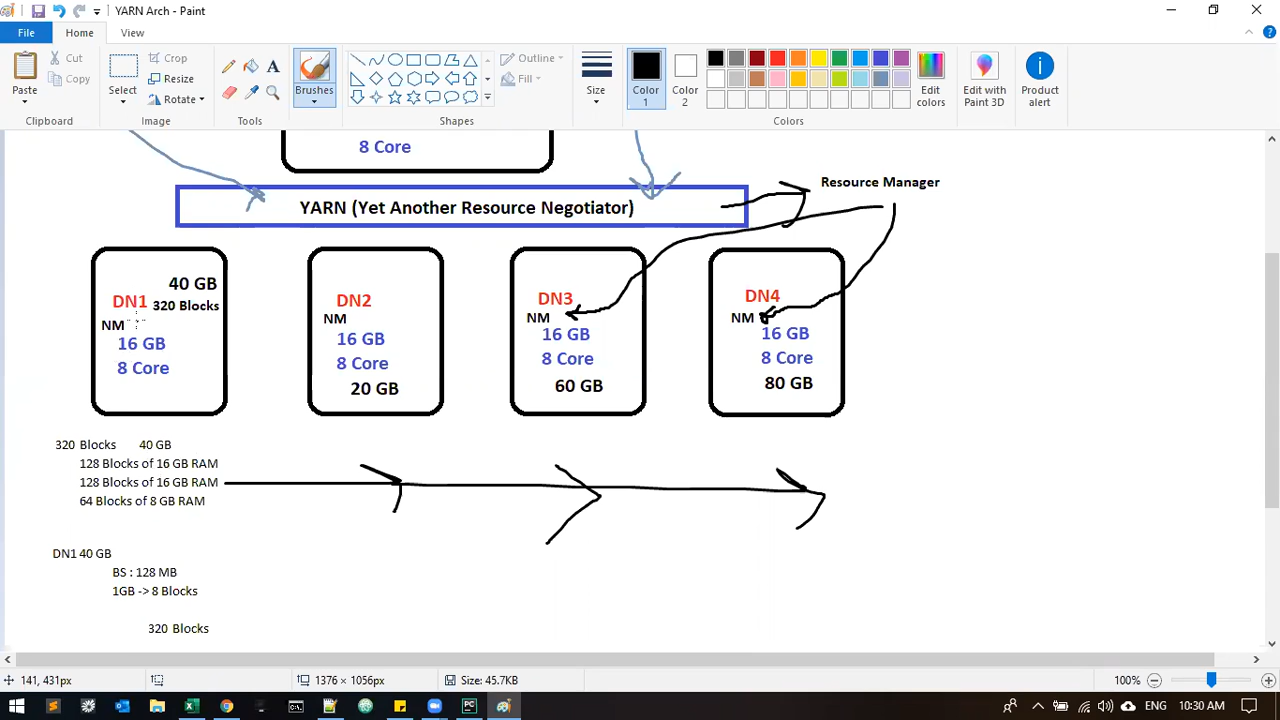 YARN Arch - Paint
File
Home
View
Paste
Cut
Copy
Clipboard
Select
Crop
Resize
Rotate
Image
A
Tools
Brushes
Shapes
Outline
Fill
Size
Color 1
Color 2
Edit colors
Colors
Edit with Paint 3D
Product alert
8 Core
YARN (Yet Another Resource Negotiator)
Resource Manager
40 GB
DN1
320 Blocks
NM
16 GB
8 Core
DN2
NM
16 GB
8 Core
20 GB
DN3
NM
16 GB
8 Core
60 GB
DN4
NM
16 GB
8 Core
80 GB
320 Blocks 40 GB
128 Blocks of 16 GB RAM
128 Blocks of 16 GB RAM
64 Blocks of 8 GB RAM
DN1 40 GB
BS : 128 MB
1GB -> 8 Blocks
320 Blocks
141, 431px
1376 × 1056px
Size: 45.7KB
100%
ENG
10:30 AM